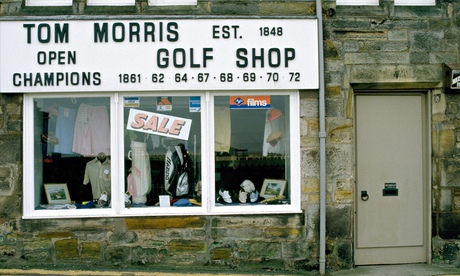 TOM MORRIS EST. 1848
OPEN GOLF SHOP
CHAMPIONS 1861·62·64·67·68·69·70·72
SALE
films